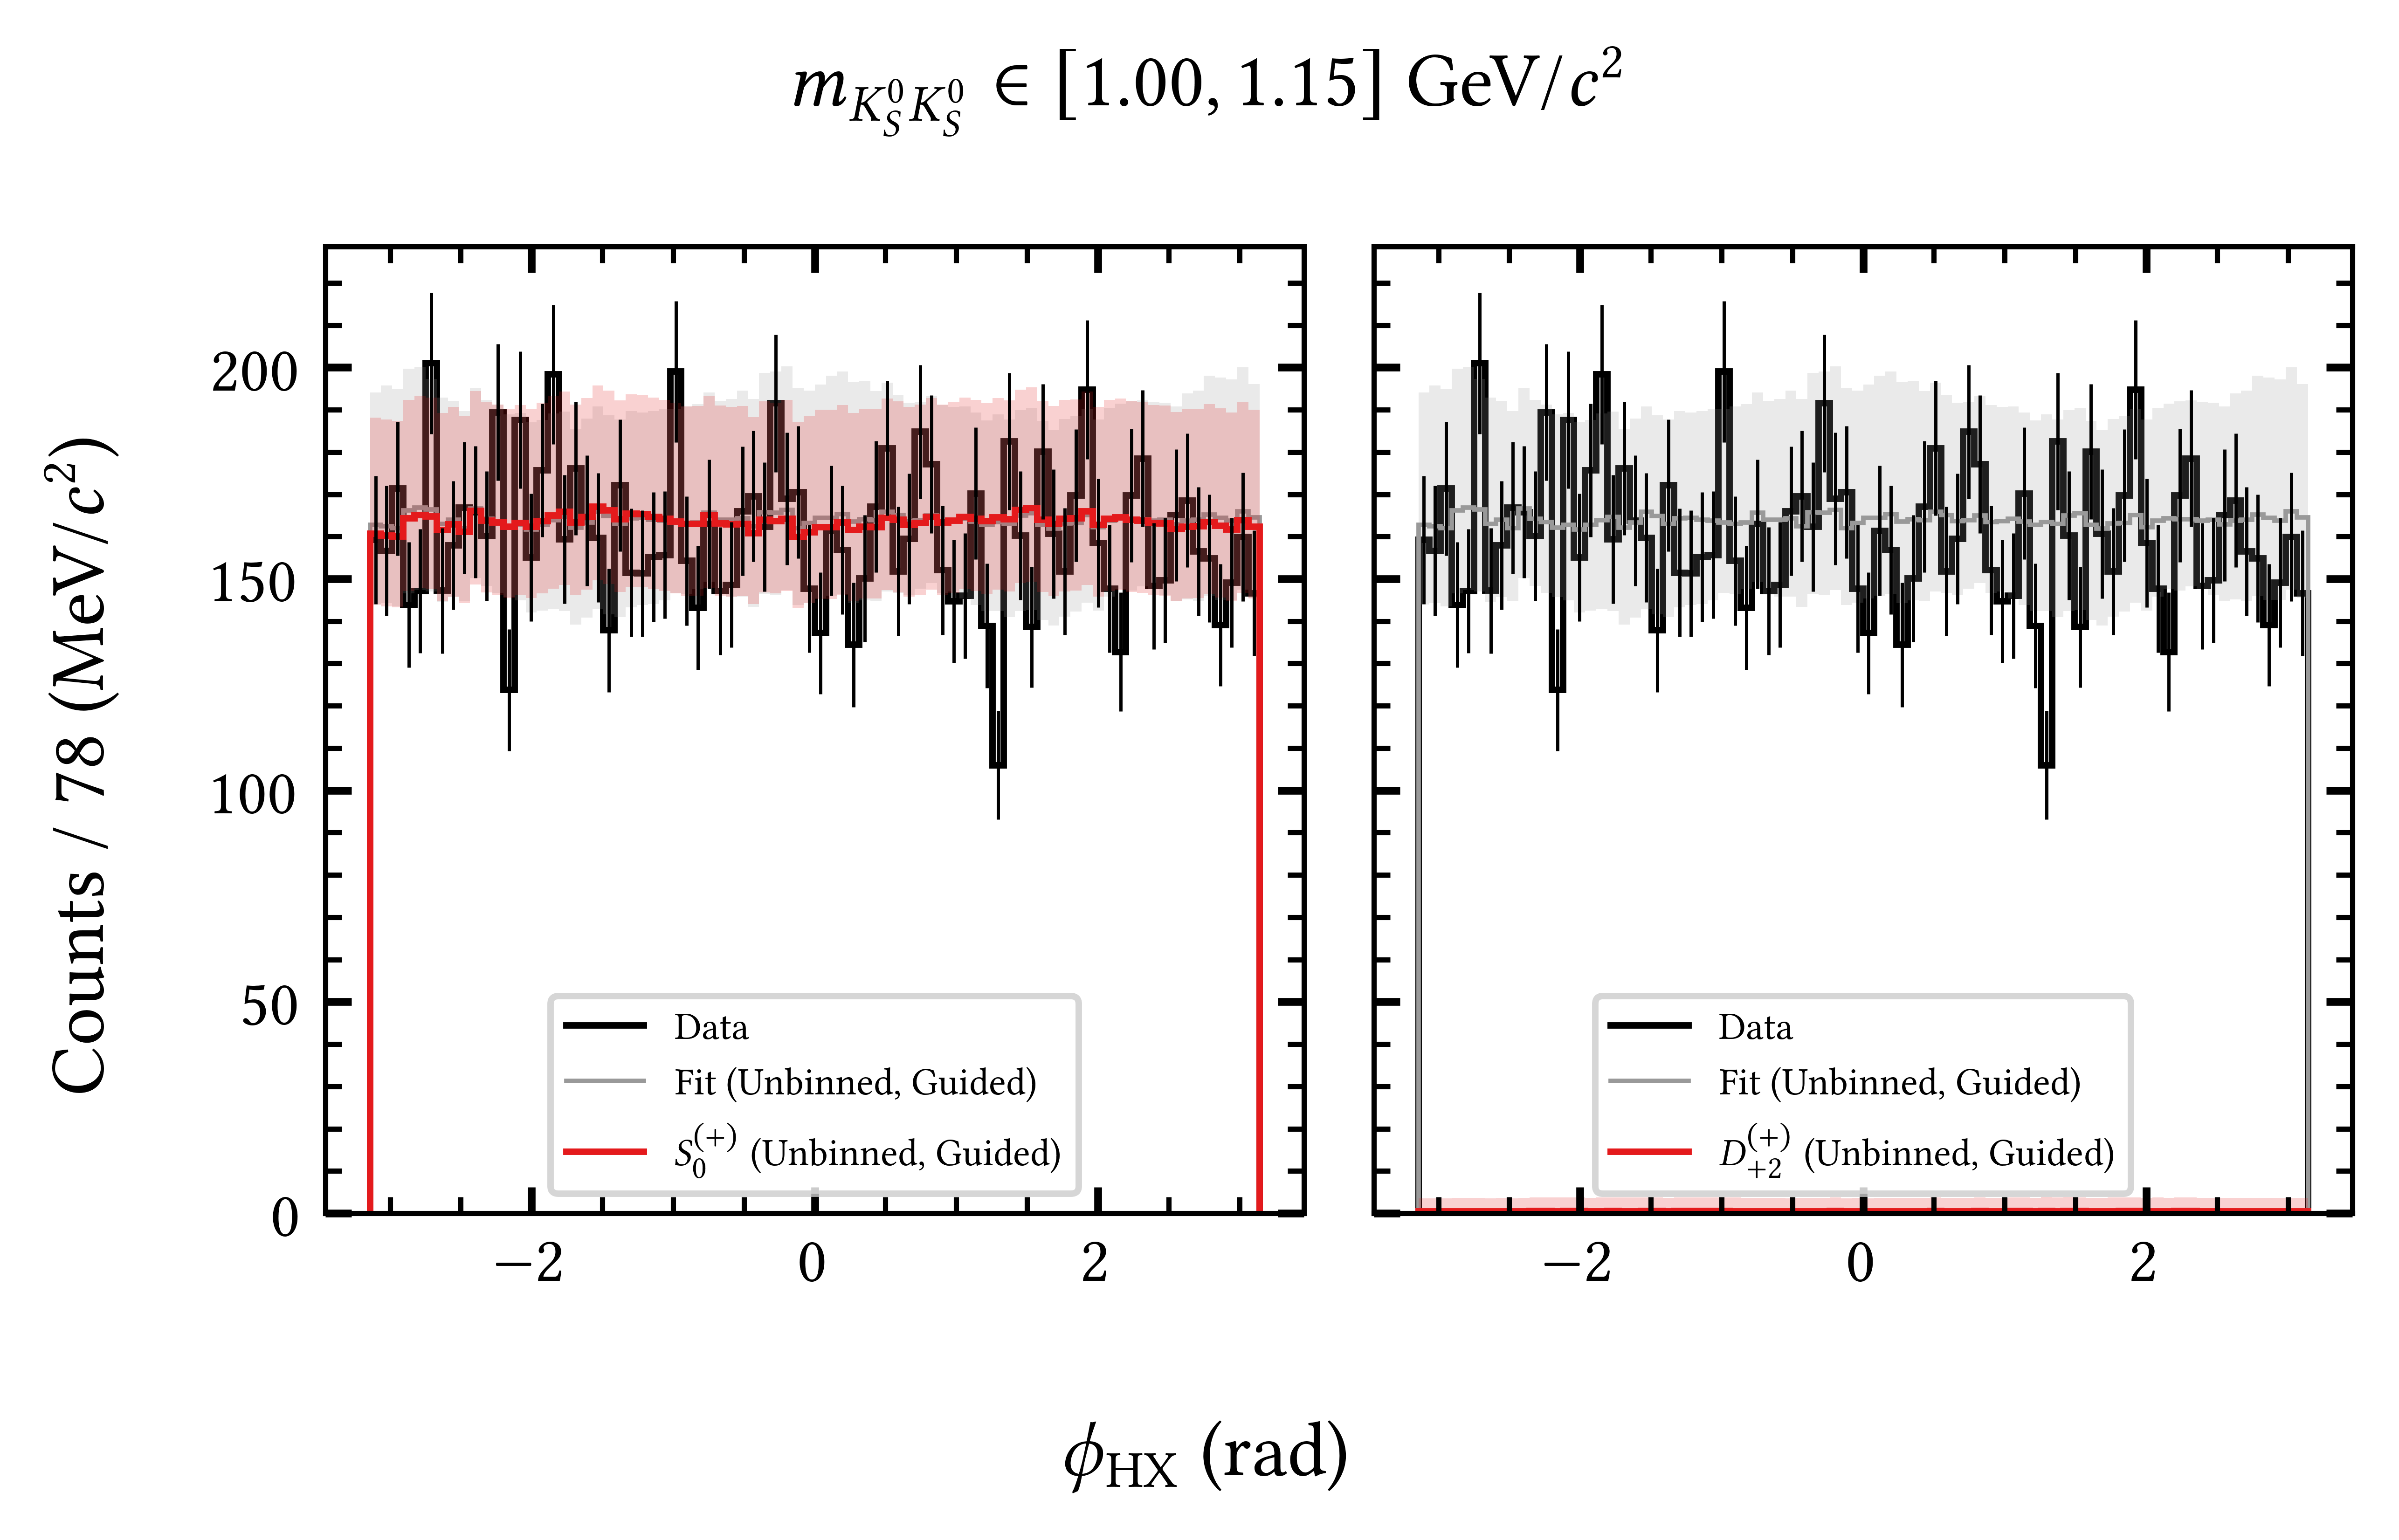 m_{K_S^0 K_S^0} ∈ [1.00, 1.15] GeV/c²
Counts / 78 (MeV/c²)
200
150
100
50
0
Data
Fit (Unbinned, Guided)
S_0^{(+)} (Unbinned, Guided)
−2
0
2
Data
Fit (Unbinned, Guided)
D_{+2}^{(+)} (Unbinned, Guided)
−2
0
2
ϕ_{HX} (rad)